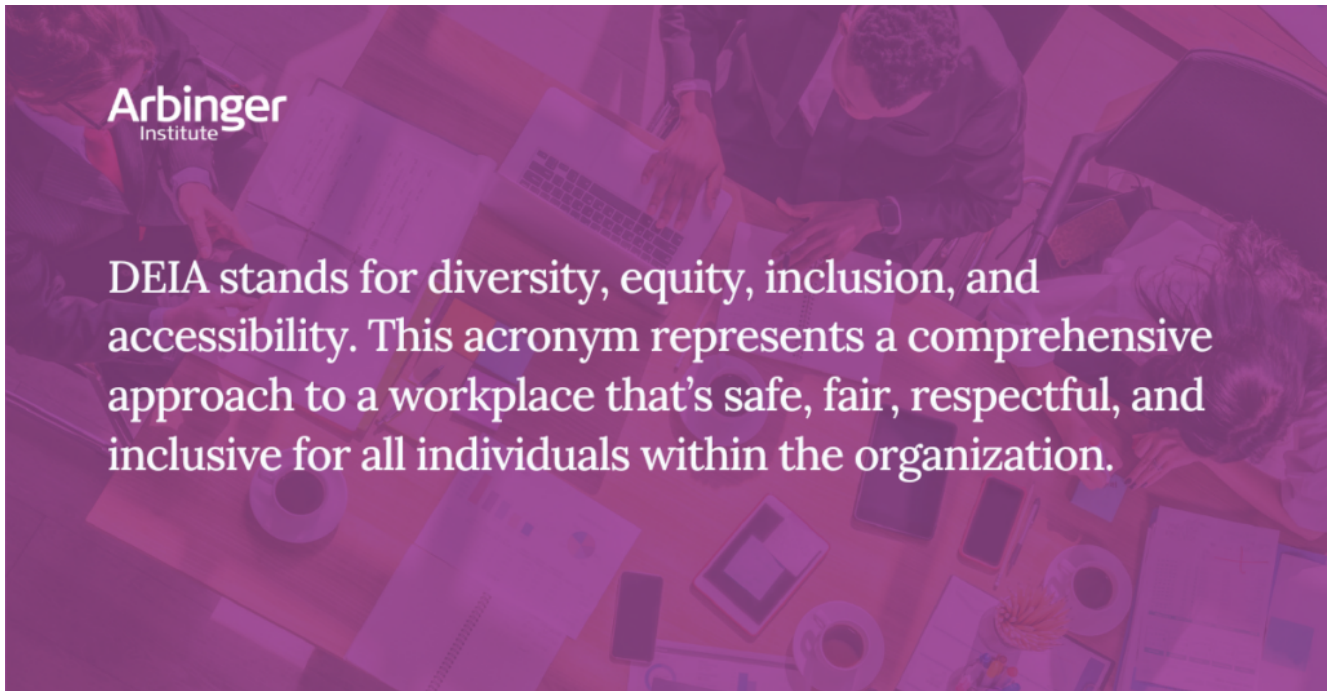 Arbinger
Institute
DEIA stands for diversity, equity, inclusion, and
accessibility. This acronym represents a comprehensive
approach to a workplace that’s safe, fair, respectful, and
inclusive for all individuals within the organization.